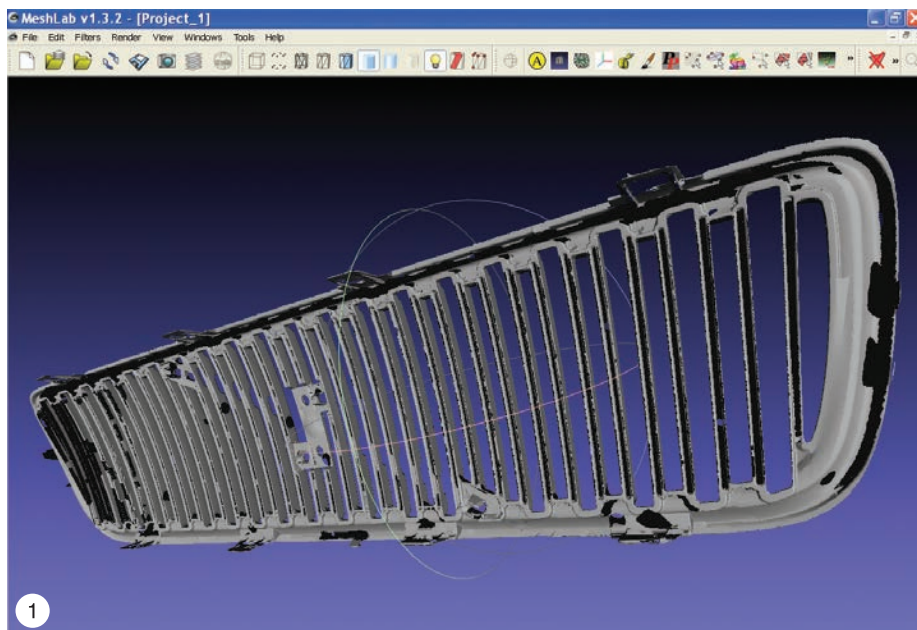 MeshLab v1.3.2 - [Project_1]
File Edit Filters Render View Windows Tools Help
A
1